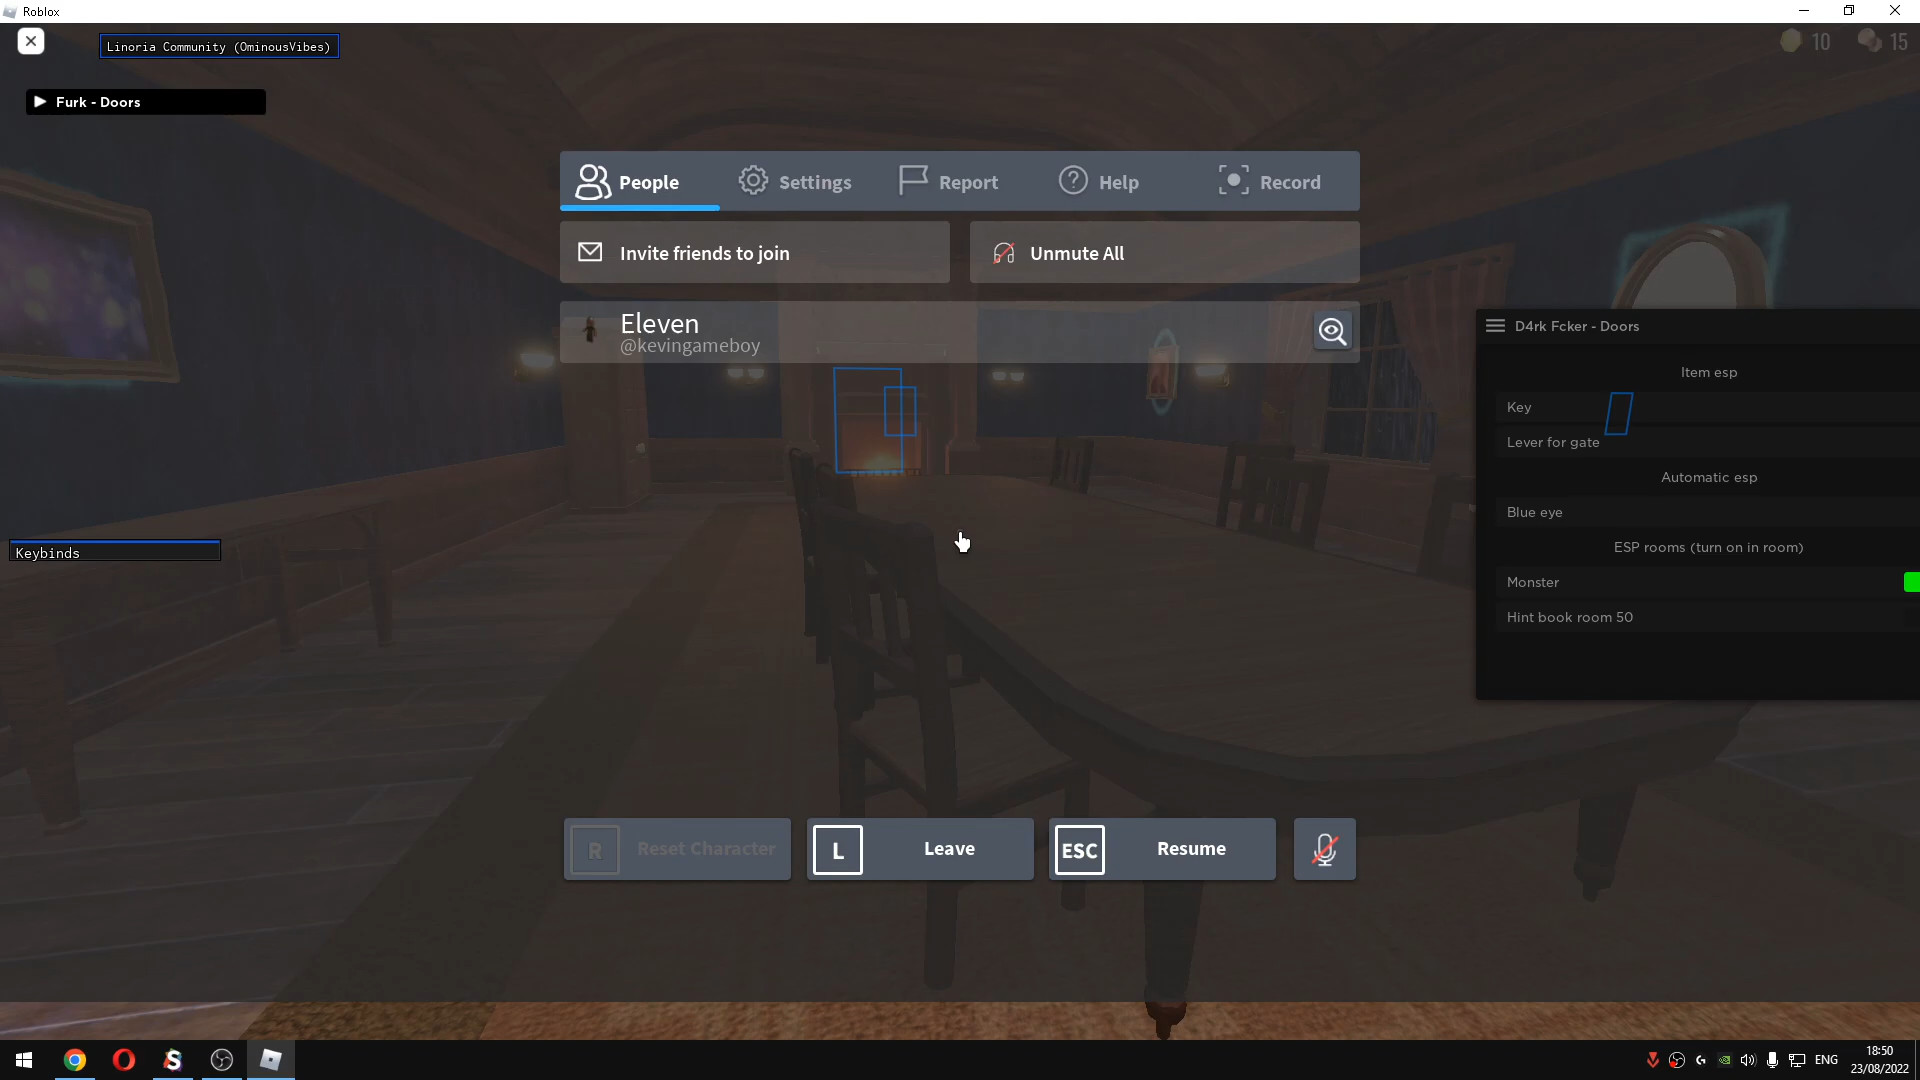 Roblox
Linoria Community (OminousVibes)
10
15
Furk - Doors
People
Settings
Report
Help
Record
Invite friends to join
Unmute All
Eleven
@kevingameboy
D4rk Fcker - Doors
Item esp
Key
Lever for gate
Automatic esp
Blue eye
ESP rooms (turn on in room)
Monster
Hint book room 50
Keybinds
R
Reset Character
L
Leave
ESC
Resume
S
ENG
18:50
23/08/2022